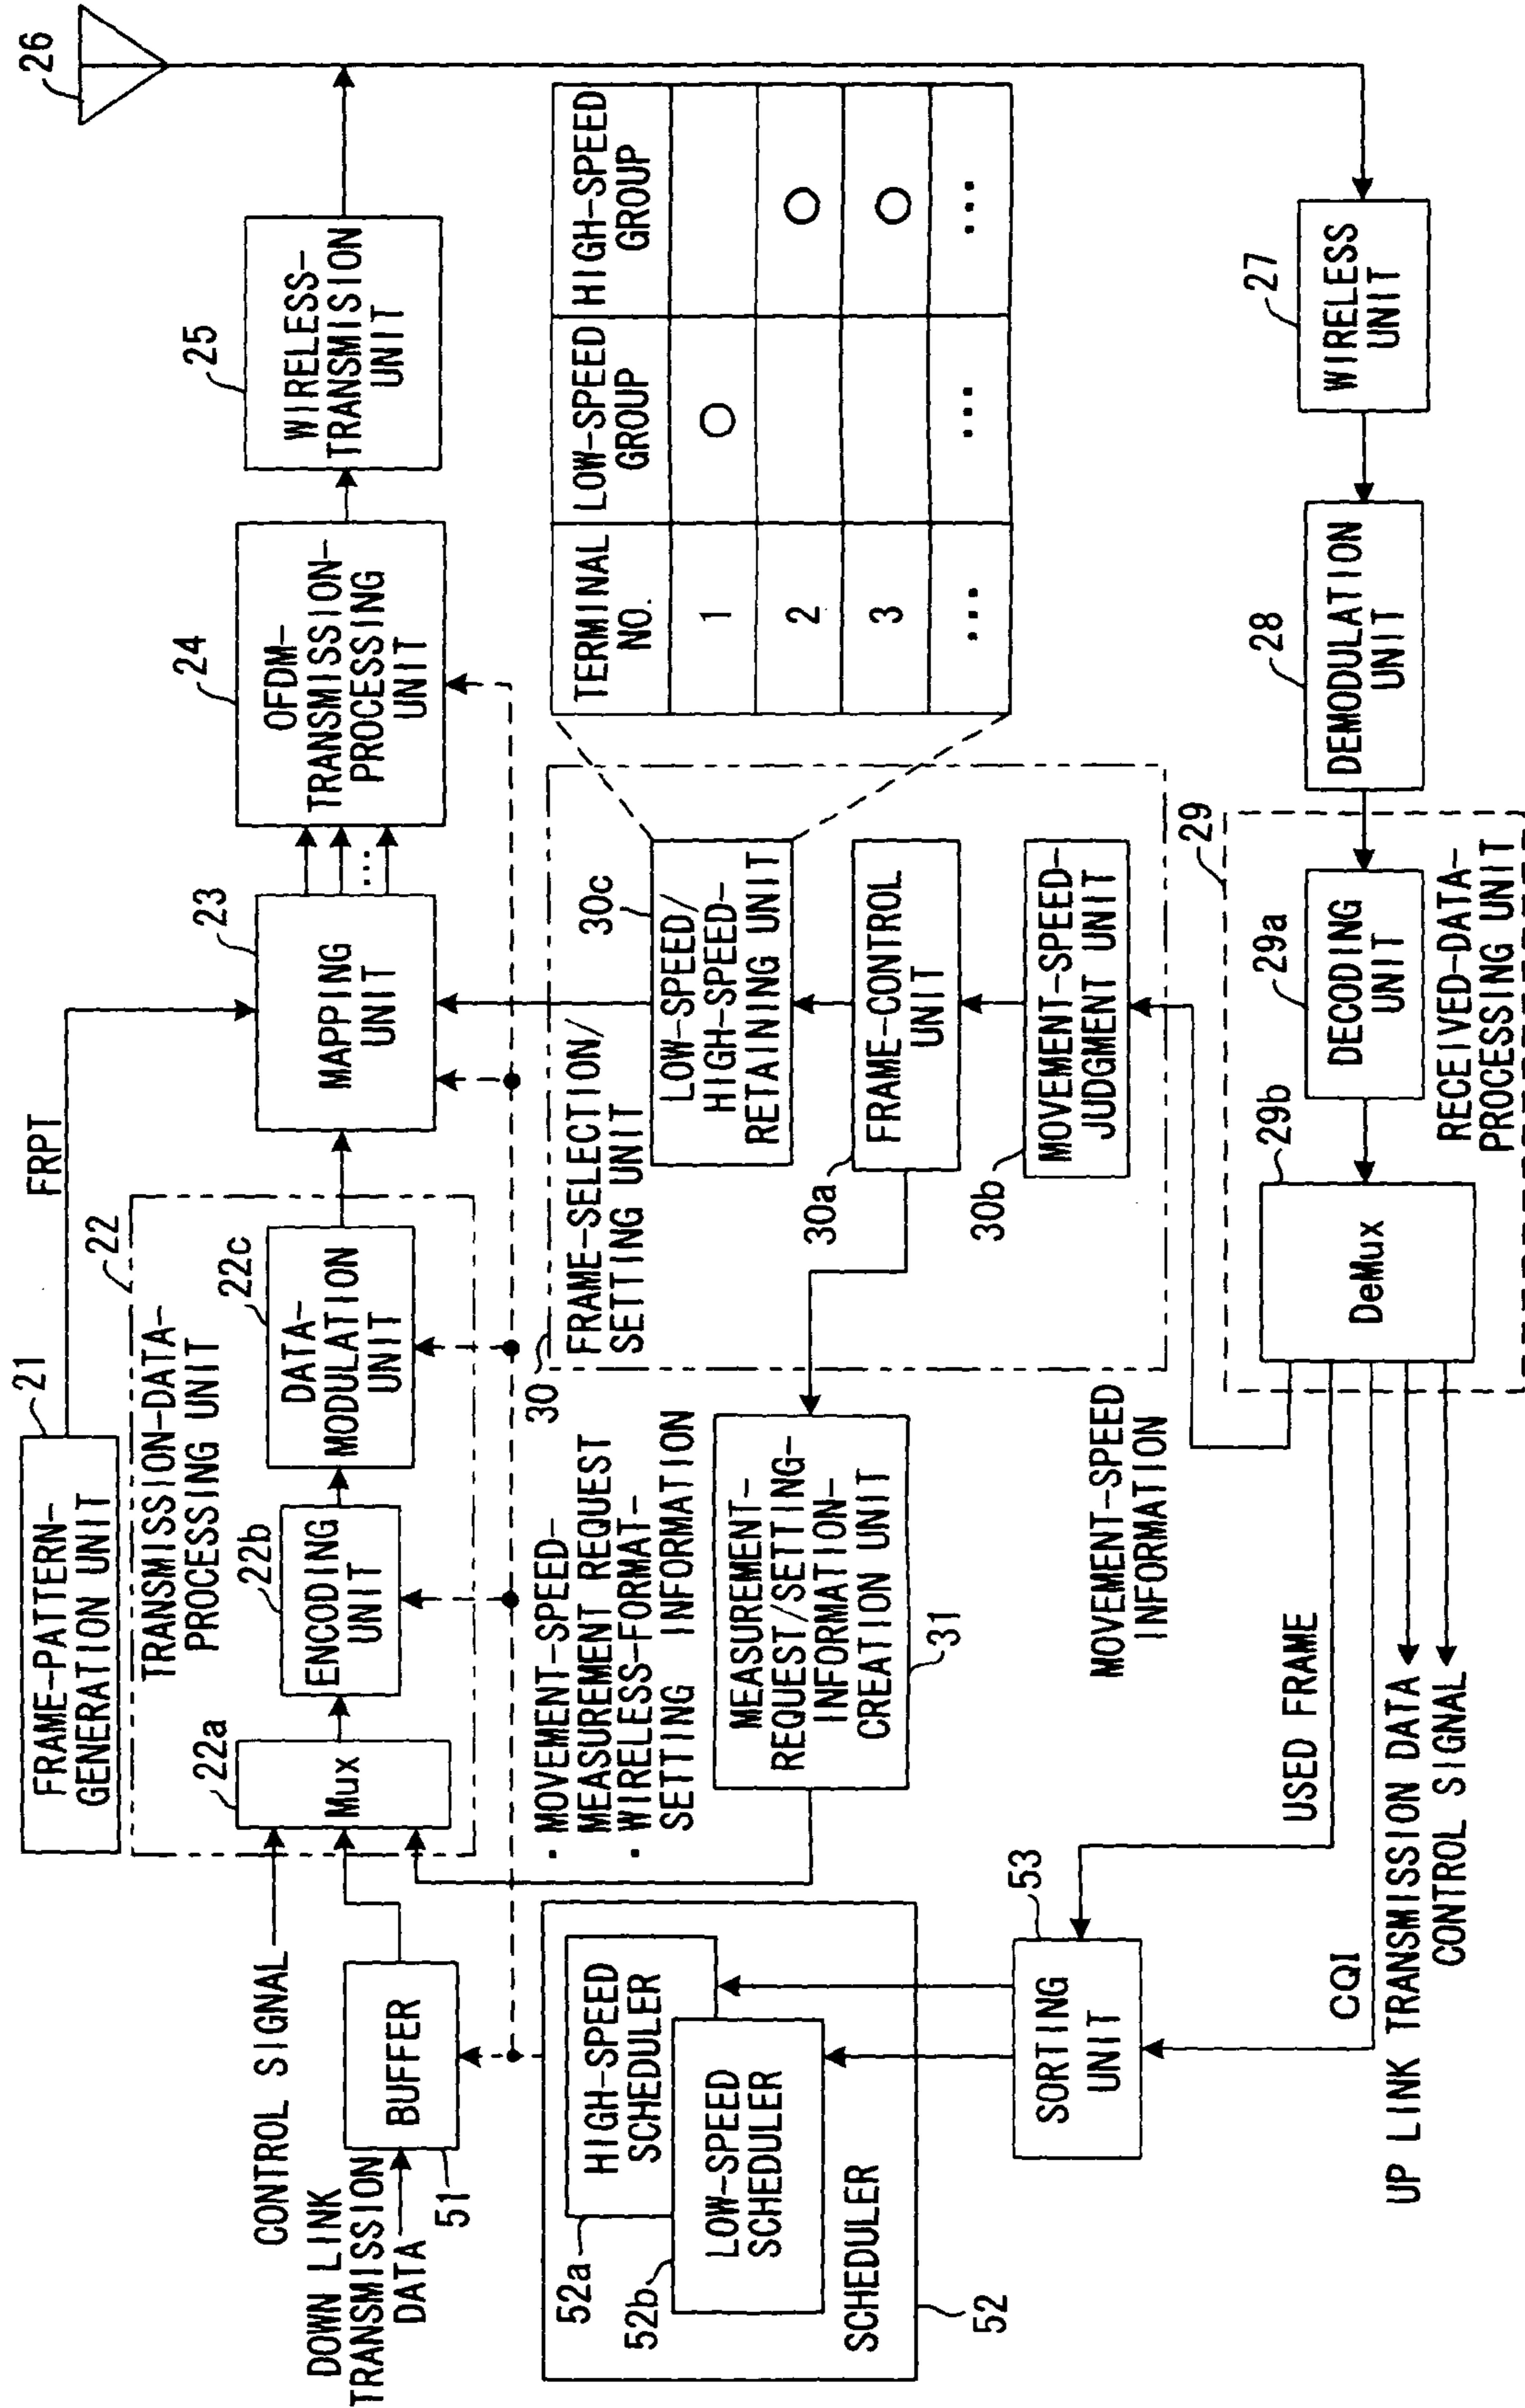 FRAME-PATTERN-
GENERATION UNIT
21
FRPT
26
TRANSMISSION-DATA-
PROCESSING UNIT
22
CONTROL SIGNAL
DOWN LINK
TRANSMISSION
DATA
BUFFER
51
22a
Mux
22b
ENCODING
UNIT
22c
DATA-
MODULATION
UNIT
23
MAPPING
UNIT
...
24
OFDM-
TRANSMISSION-
PROCESSING
UNIT
25
WIRELESS-
TRANSMISION
UNIT
52a
HIGH-SPEED
SCHEDULER
52b
LOW-SPEED
SCHEDULER
SCHEDULER
52
· MOVEMENT-SPEED-
MEASUREMENT REQUEST
· WIRELESS-FORMAT-
SETTING INFORMATION
MEASUREMENT-
REQUEST/SETTING-
INFORMATION-
CREATION UNIT
31
30
FRAME-SELECTION/
SETTING UNIT
30c
LOW-SPEED/
HIGH-SPEED-
RETAINING UNIT
30a
FRAME-CONTROL
UNIT
30b
MOVEMENT-SPEED-
JUDGMENT UNIT
TERMINAL NO. LOW-SPEED GROUP HIGH-SPEED GROUP
1 ○
2 ○
3 ○
... ... ...
53
SORTING
UNIT
MOVEMENT-SPEED
INFORMATION
USED FRAME
CQI
UP LINK TRANSMISSION DATA
CONTROL SIGNAL
29
29b
DeMux
29a
DECODING
UNIT
RECEIVED-DATA-
PROCESSING UNIT
28
DEMODULATION
UNIT
27
WIRELESS
UNIT